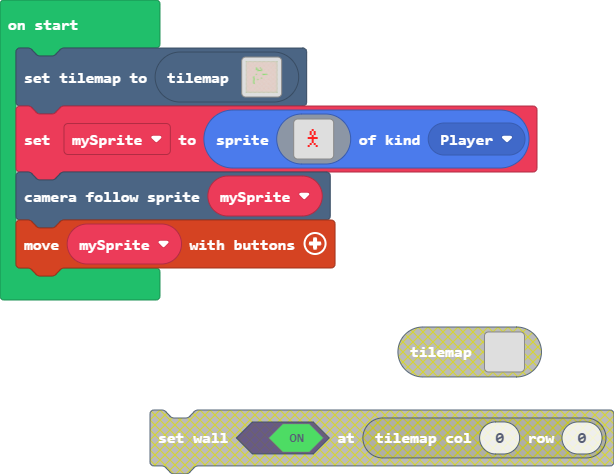 on start
set tilemap to tilemap
set mySprite to sprite of kind Player
camera follow sprite mySprite
move mySprite with buttons
tilemap
set wall ON at tilemap col 0 row 0